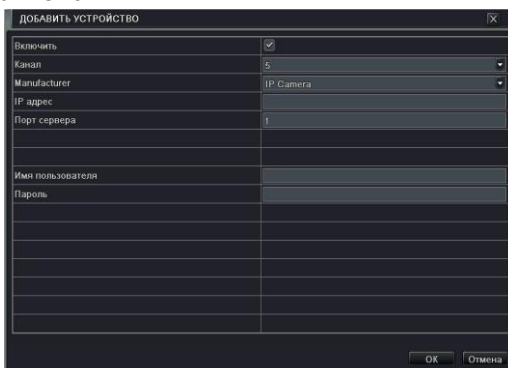 ДОБАВИТЬ УСТРОЙСТВО
Включить
Канал 5
Manufacturer IP Camera
IP адрес
Порт сервера 1
Имя пользователя
Пароль
OK Отмена